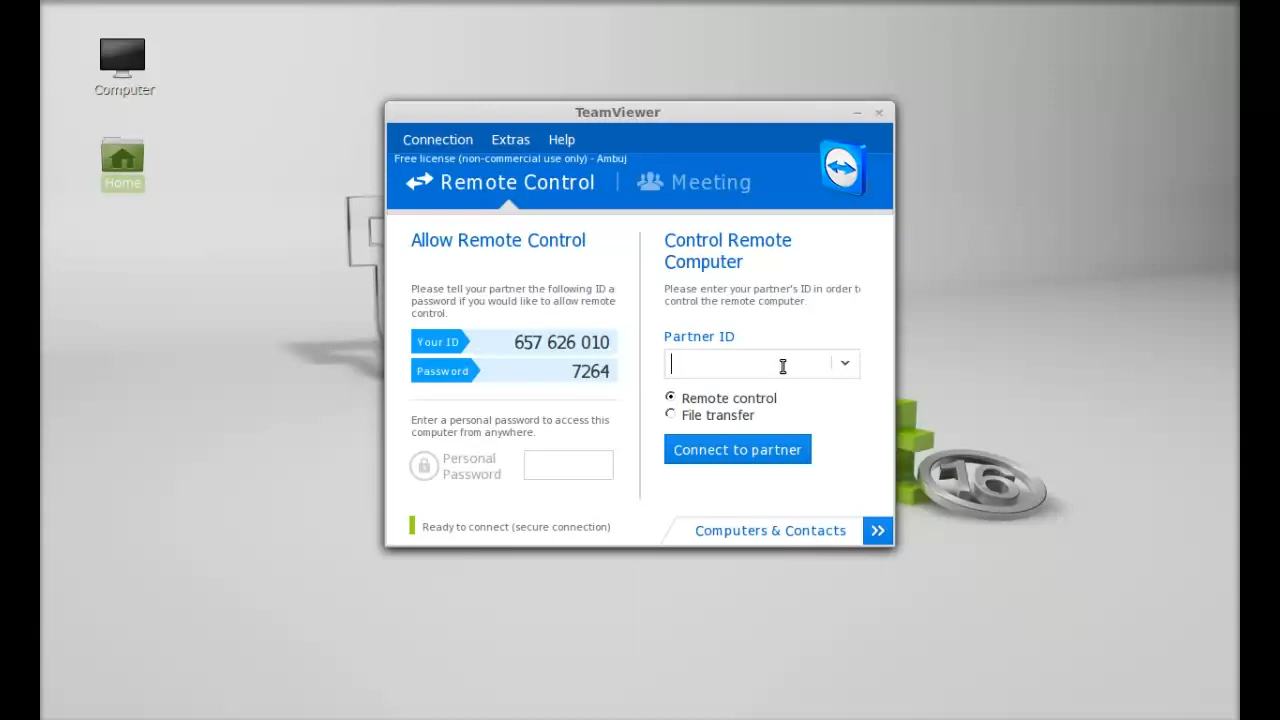 Computer
Home
TeamViewer
Connection Extras Help
Free license (non-commercial use only) - Ambuj
Remote Control
Meeting
Allow Remote Control
Please tell your partner the following ID a
password if you would like to allow remote
control.
Your ID 657 626 010
Password 7264
Enter a personal password to access this
computer from anywhere.
Personal
Password
Ready to connect (secure connection)
Control Remote
Computer
Please enter your partner's ID in order to
control the remote computer.
Partner ID
Remote control
File transfer
Connect to partner
Computers & Contacts
16